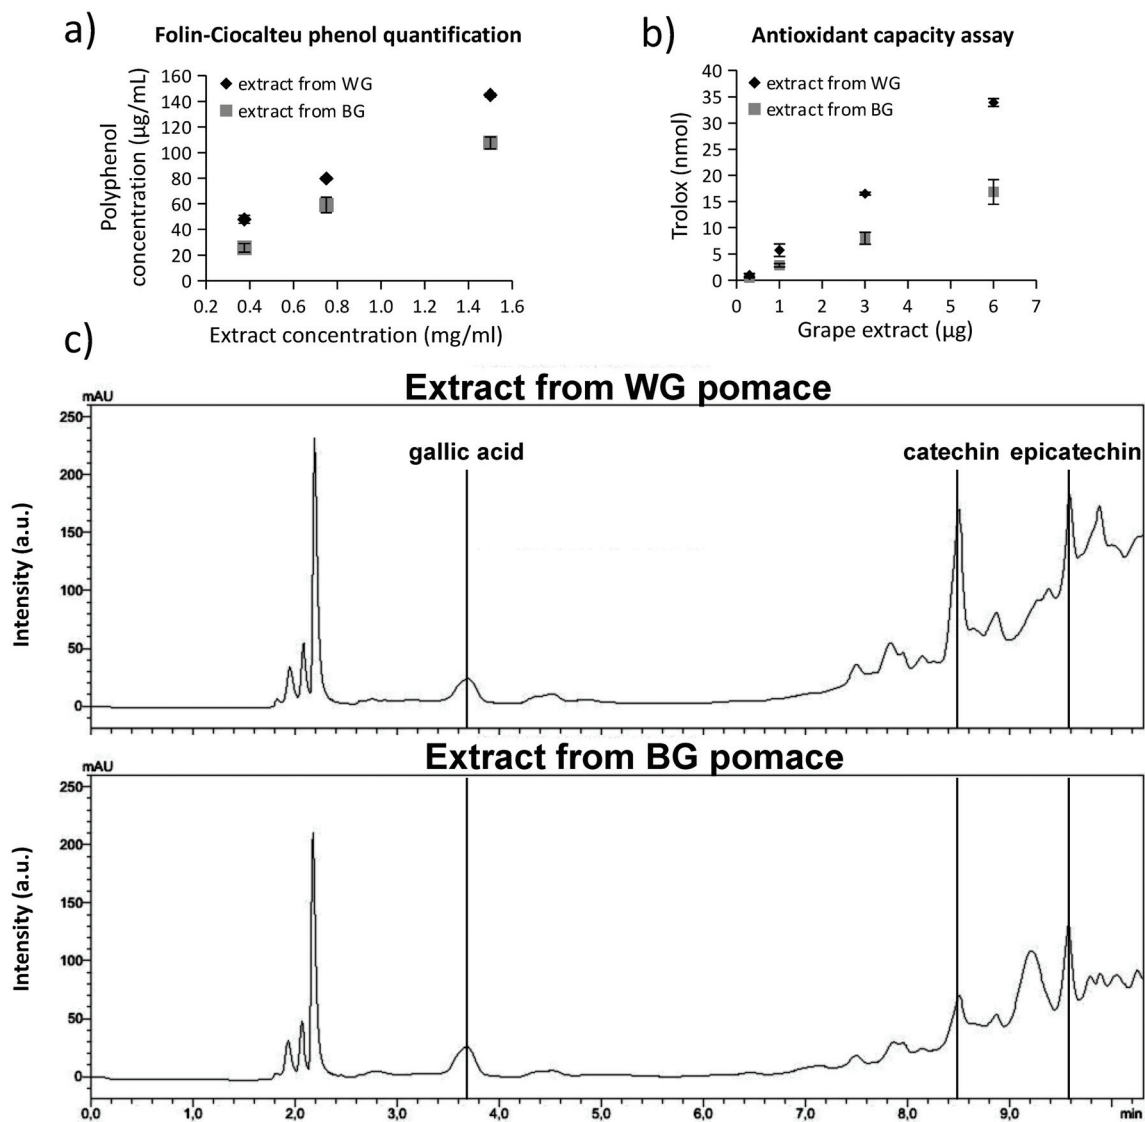 a)
Folin-Ciocalteu phenol quantification
Polyphenol
concentration (µg/mL)
160
140
120
100
80
60
40
20
0
extract from WG
extract from BG
0.2 0.4 0.6 0.8 1.0 1.2 1.4 1.6
Extract concentration (mg/ml)
b)
Antioxidant capacity assay
Trolox (nmol)
40
35
30
25
20
15
10
5
0
extract from WG
extract from BG
0 1 2 3 4 5 6 7
Grape extract (µg)
c)
Extract from WG pomace
mAU
Intensity (a.u.)
250
200
150
100
50
0
gallic acid
catechin
epicatechin
Extract from BG pomace
mAU
Intensity (a.u.)
250
200
150
100
50
0
0,0 2,0 3,0 4,0 5,0 6,0 7,0 8,0 9,0 min